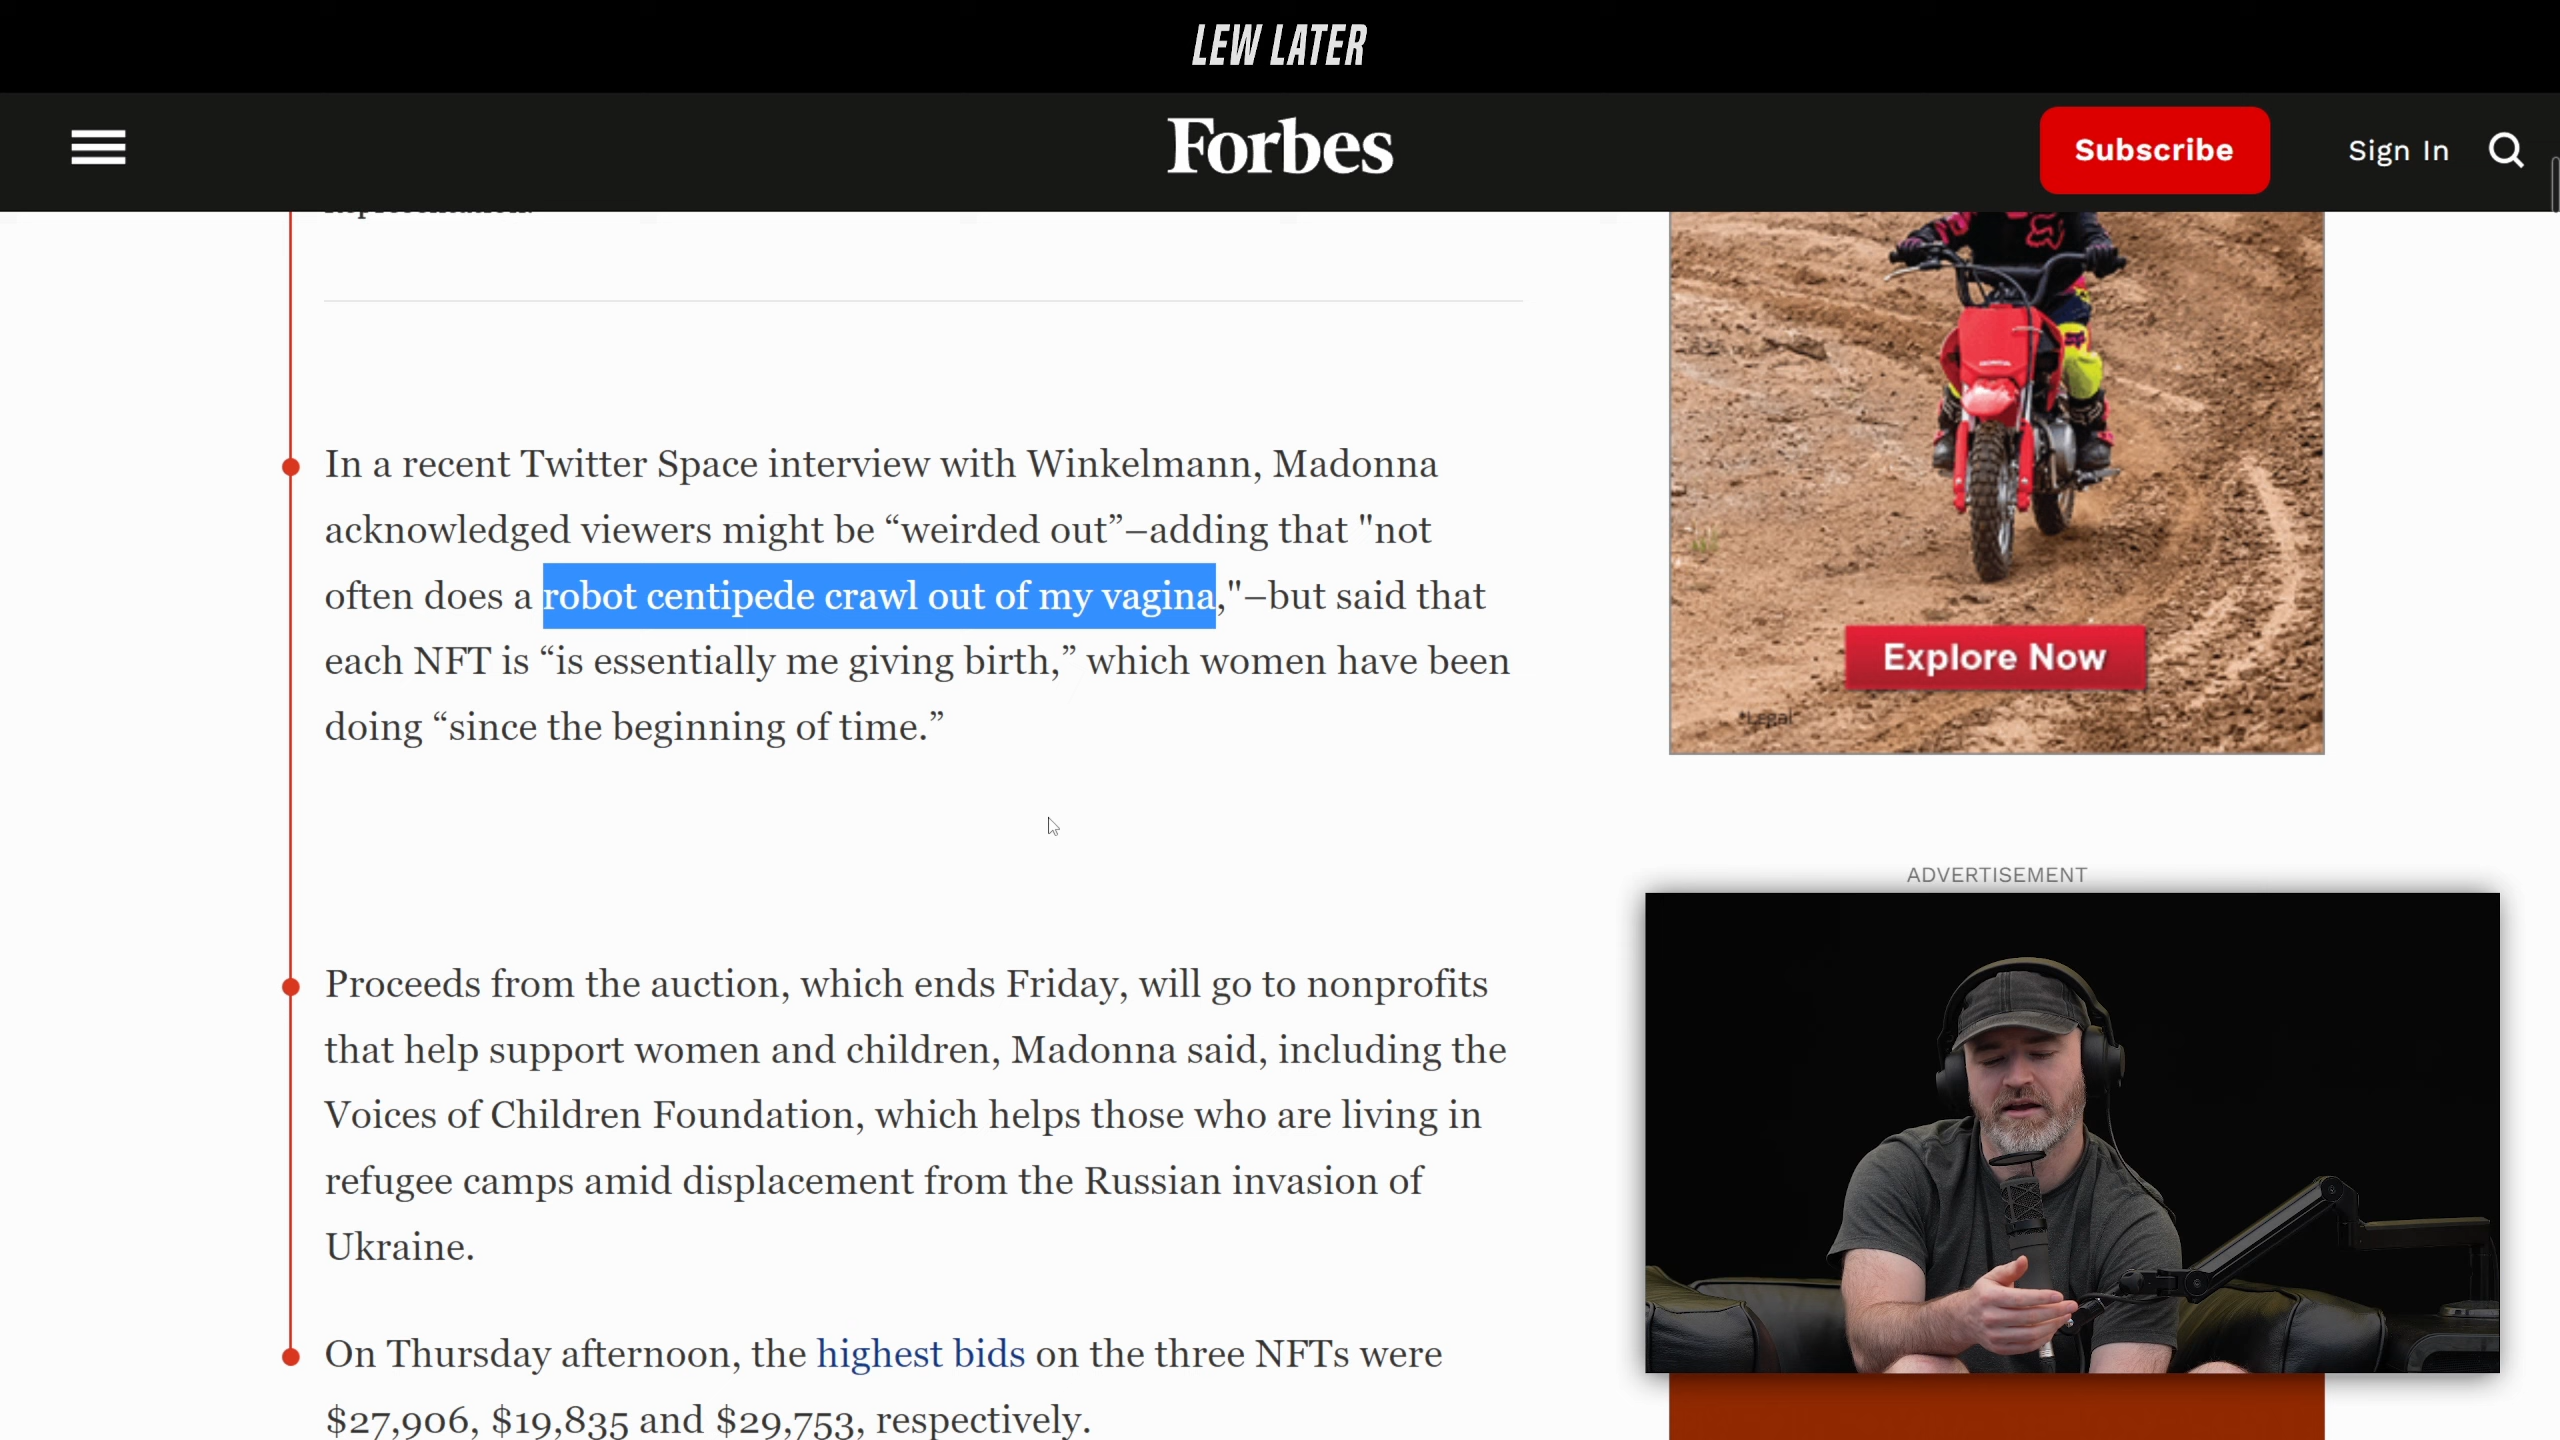 LEW LATER
Forbes
Subscribe
Sign In
In a recent Twitter Space interview with Winkelmann, Madonna
acknowledged viewers might be “weirded out”–adding that "not
often does a robot centipede crawl out of my vagina,"–but said that
each NFT is “is essentially me giving birth,” which women have been
doing “since the beginning of time.”
Explore Now
*Legal
ADVERTISEMENT
Proceeds from the auction, which ends Friday, will go to nonprofits
that help support women and children, Madonna said, including the
Voices of Children Foundation, which helps those who are living in
refugee camps amid displacement from the Russian invasion of
Ukraine.
On Thursday afternoon, the highest bids on the three NFTs were
$27,906, $19,835 and $29,753, respectively.